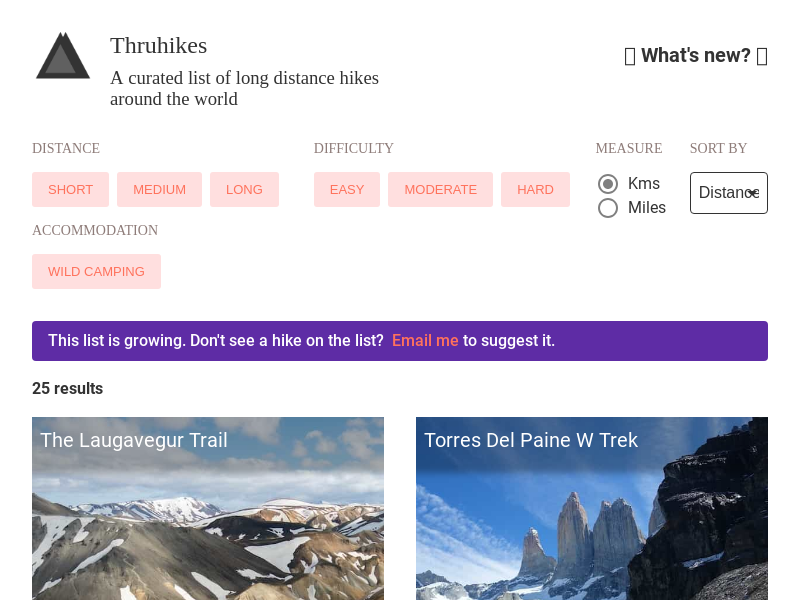 Thruhikes
A curated list of long distance hikes
around the world
What's new?
DISTANCE
SHORT
MEDIUM
LONG
DIFFICULTY
EASY
MODERATE
HARD
MEASURE
Kms
Miles
SORT BY
Distance
ACCOMMODATION
WILD CAMPING
This list is growing. Don't see a hike on the list? Email me to suggest it.
25 results
The Laugavegur Trail
Torres Del Paine W Trek